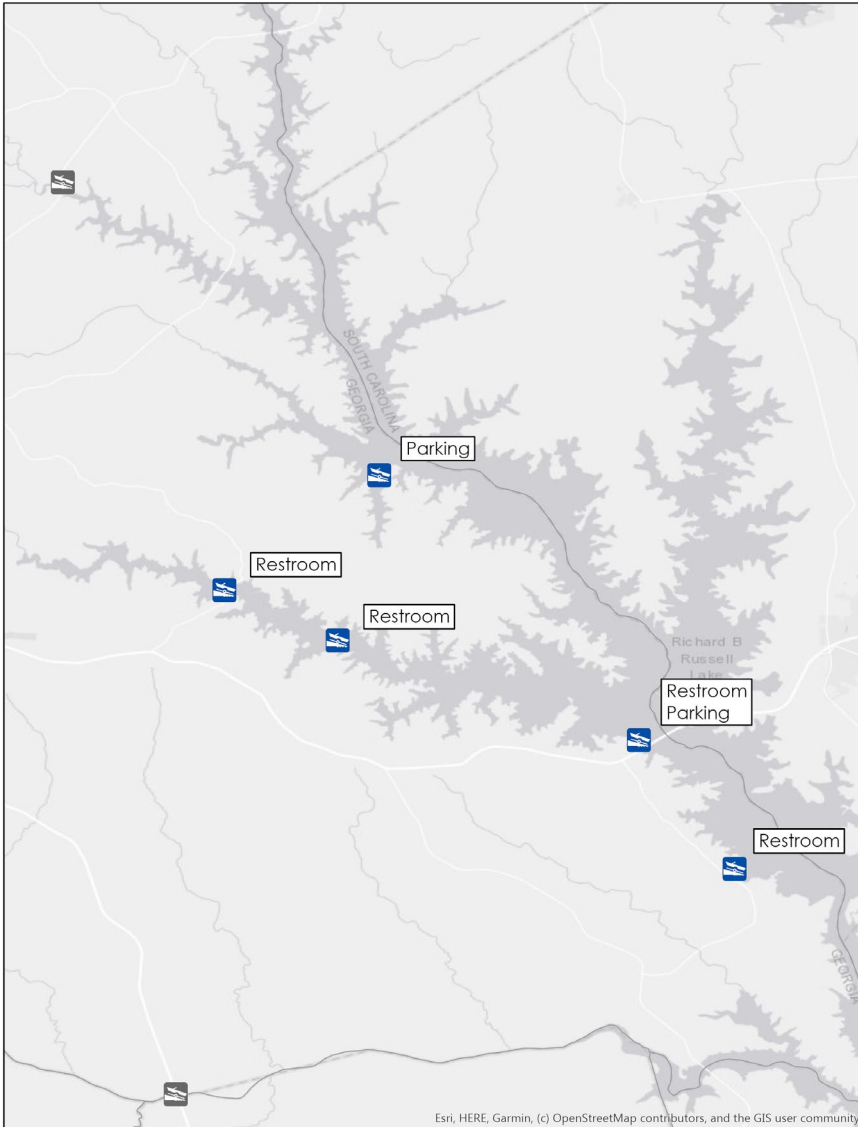 SOUTH CAROLINA
GEORGIA
Parking
Restroom
Restroom
Richard B
Russell
Lake
Restroom
Parking
Restroom
GEORGIA
Esri, HERE, Garmin, (c) OpenStreetMap contributors, and the GIS user community